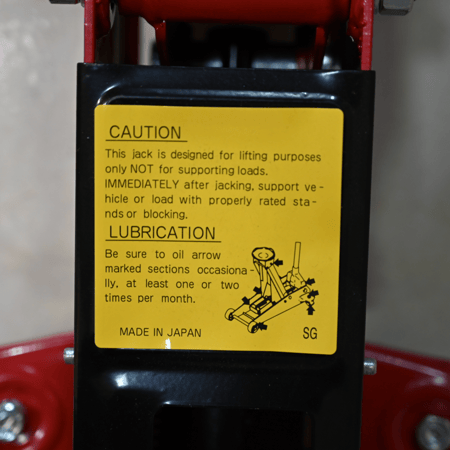 CAUTION
This jack is designed for lifting purposes
only NOT for supporting loads.
IMMEDIATELY after jacking, support ve-
hicle or load with properly rated sta-
nds or blocking.
LUBRICATION
Be sure to oil arrow
marked sections occasiona-
lly, at least one or two
times per month.
MADE IN JAPAN
SG